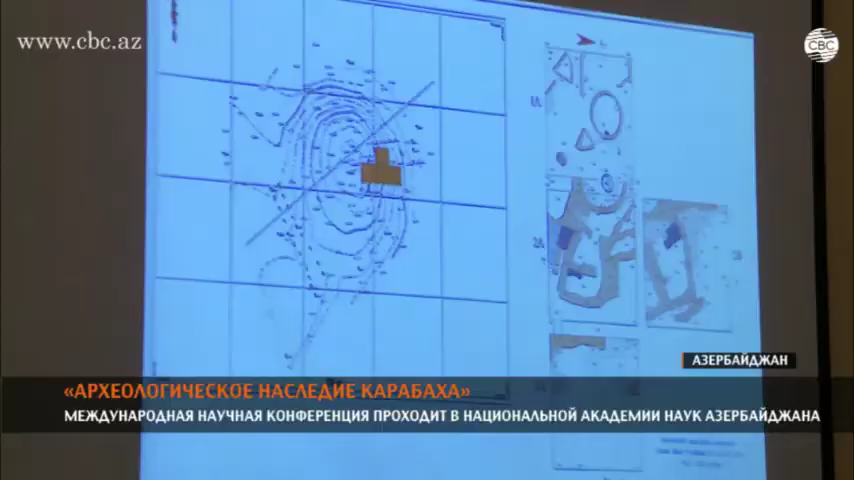 www.cbc.az
CBC
АЗЕРБАЙДЖАН
«АРХЕОЛОГИЧЕСКОЕ НАСЛЕДИЕ КАРАБАХА»
МЕЖДУНАРОДНАЯ НАУЧНАЯ КОНФЕРЕНЦИЯ ПРОХОДИТ В НАЦИОНАЛЬНОЙ АКАДЕМИИ НАУК АЗЕРБАЙДЖАНА